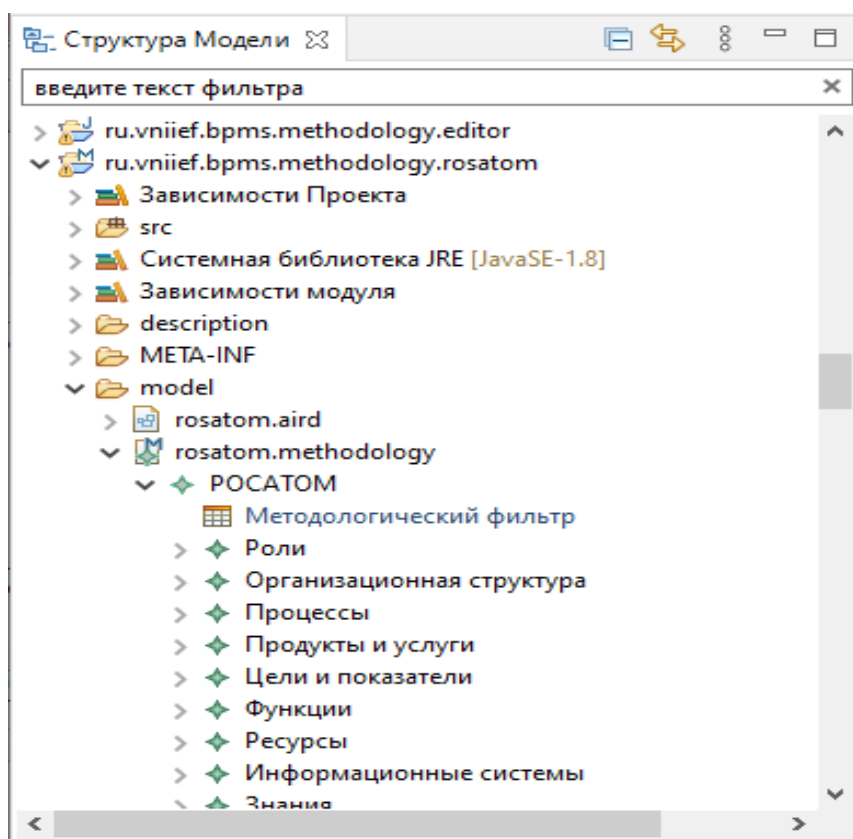 Структура Модели
введите текст фильтра
ru.vniief.bpms.methodology.editor
ru.vniief.bpms.methodology.rosatom
Зависимости Проекта
src
Системная библиотека JRE [JavaSE-1.8]
Зависимости модуля
description
META-INF
model
rosatom.aird
rosatom.methodology
РОСАТОМ
Методологический фильтр
Роли
Организационная структура
Процессы
Продукты и услуги
Цели и показатели
Функции
Ресурсы
Информационные системы
Знания